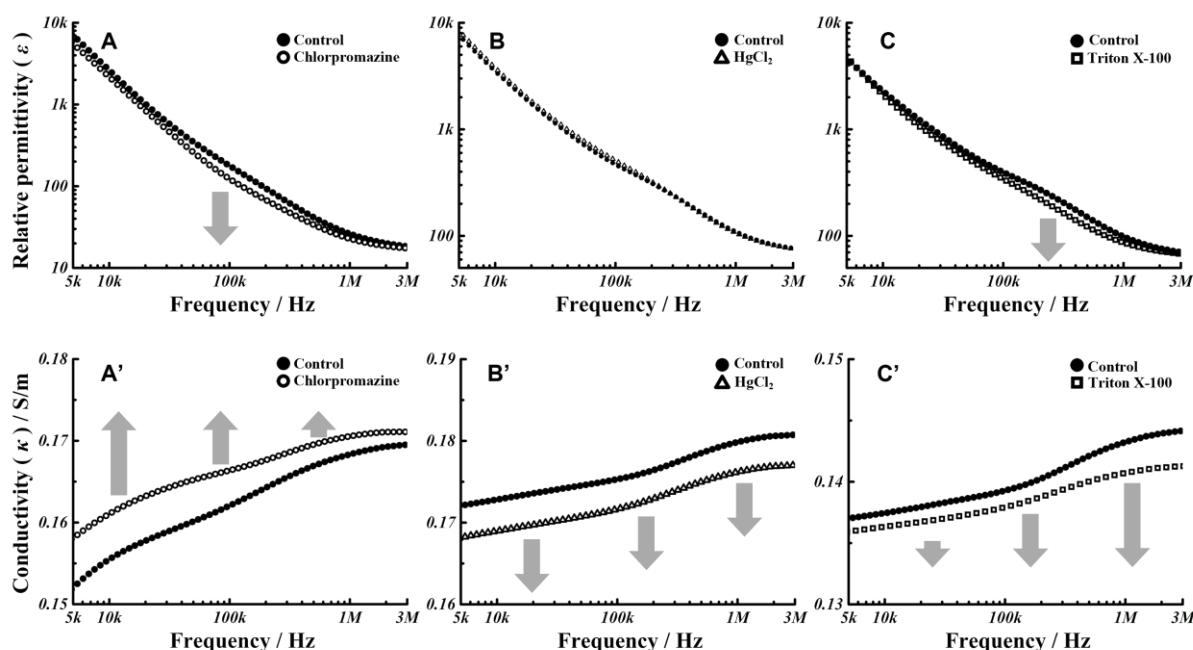 A
Control
Chlorpromazine
Relative permittivity ( ε )
10k
1k
100
10
5k 10k 100k 1M 3M
Frequency / Hz
B
Control
HgCl₂
10k
1k
100
5k 10k 100k 1M 3M
Frequency / Hz
C
Control
Triton X-100
10k
1k
100
5k 10k 100k 1M 3M
Frequency / Hz
A’
Control
Chlorpromazine
Conductivity ( κ ) / S/m
0.18
0.17
0.16
0.15
5k 10k 100k 1M 3M
Frequency / Hz
B’
Control
HgCl₂
0.19
0.18
0.17
0.16
5k 10k 100k 1M 3M
Frequency / Hz
C’
Control
Triton X-100
0.15
0.14
0.13
5k 10k 100k 1M 3M
Frequency / Hz